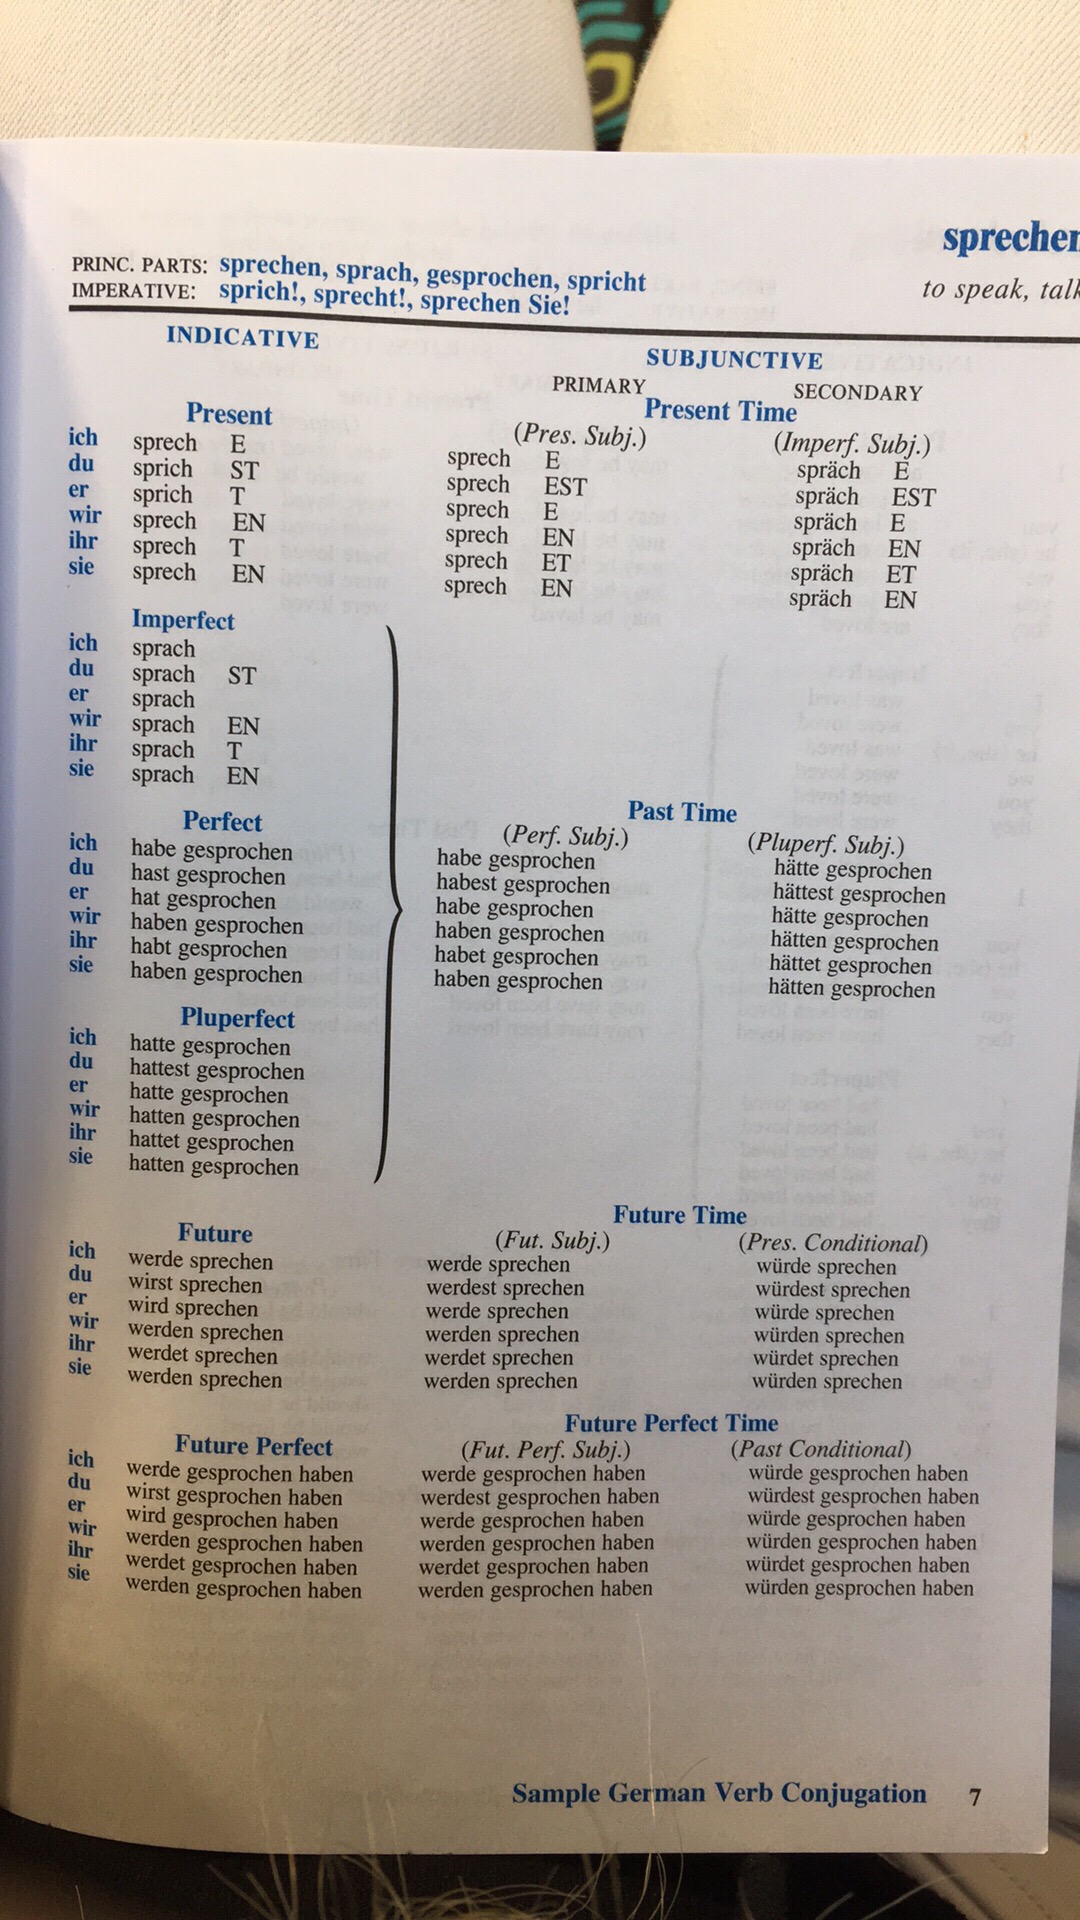 sprechen
PRINC. PARTS: sprechen, sprach, gesprochen, spricht
IMPERATIVE: sprich!, sprecht!, sprechen Sie!
to speak, talk
INDICATIVE
SUBJUNCTIVE
PRIMARY SECONDARY
Present
Present Time
(Pres. Subj.) (Imperf. Subj.)
ich sprech E sprech E spräch E
du sprich ST sprech EST spräch EST
er sprich T sprech E spräch E
wir sprech EN sprech EN spräch EN
ihr sprech T sprech ET spräch ET
sie sprech EN sprech EN spräch EN
Imperfect
ich sprach
du sprach ST
er sprach
wir sprach EN
ihr sprach T
sie sprach EN
Perfect
Past Time
(Perf. Subj.) (Pluperf. Subj.)
ich habe gesprochen habe gesprochen hätte gesprochen
du hast gesprochen habest gesprochen hättest gesprochen
er hat gesprochen habe gesprochen hätte gesprochen
wir haben gesprochen haben gesprochen hätten gesprochen
ihr habt gesprochen habet gesprochen hättet gesprochen
sie haben gesprochen haben gesprochen hätten gesprochen
Pluperfect
ich hatte gesprochen
du hattest gesprochen
er hatte gesprochen
wir hatten gesprochen
ihr hattet gesprochen
sie hatten gesprochen
Future
Future Time
(Fut. Subj.) (Pres. Conditional)
ich werde sprechen werde sprechen würde sprechen
du wirst sprechen werdest sprechen würdest sprechen
er wird sprechen werde sprechen würde sprechen
wir werden sprechen werden sprechen würden sprechen
ihr werdet sprechen werdet sprechen würdet sprechen
sie werden sprechen werden sprechen würden sprechen
Future Perfect
Future Perfect Time
(Fut. Perf. Subj.) (Past Conditional)
ich werde gesprochen haben werde gesprochen haben würde gesprochen haben
du wirst gesprochen haben werdest gesprochen haben würdest gesprochen haben
er wird gesprochen haben werde gesprochen haben würde gesprochen haben
wir werden gesprochen haben werden gesprochen haben würden gesprochen haben
ihr werdet gesprochen haben werdet gesprochen haben würdet gesprochen haben
sie werden gesprochen haben werden gesprochen haben würden gesprochen haben
Sample German Verb Conjugation 7